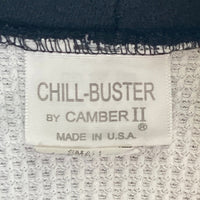 CHILL-BUSTER
BY CAMBER II ®
MADE IN U.S.A.